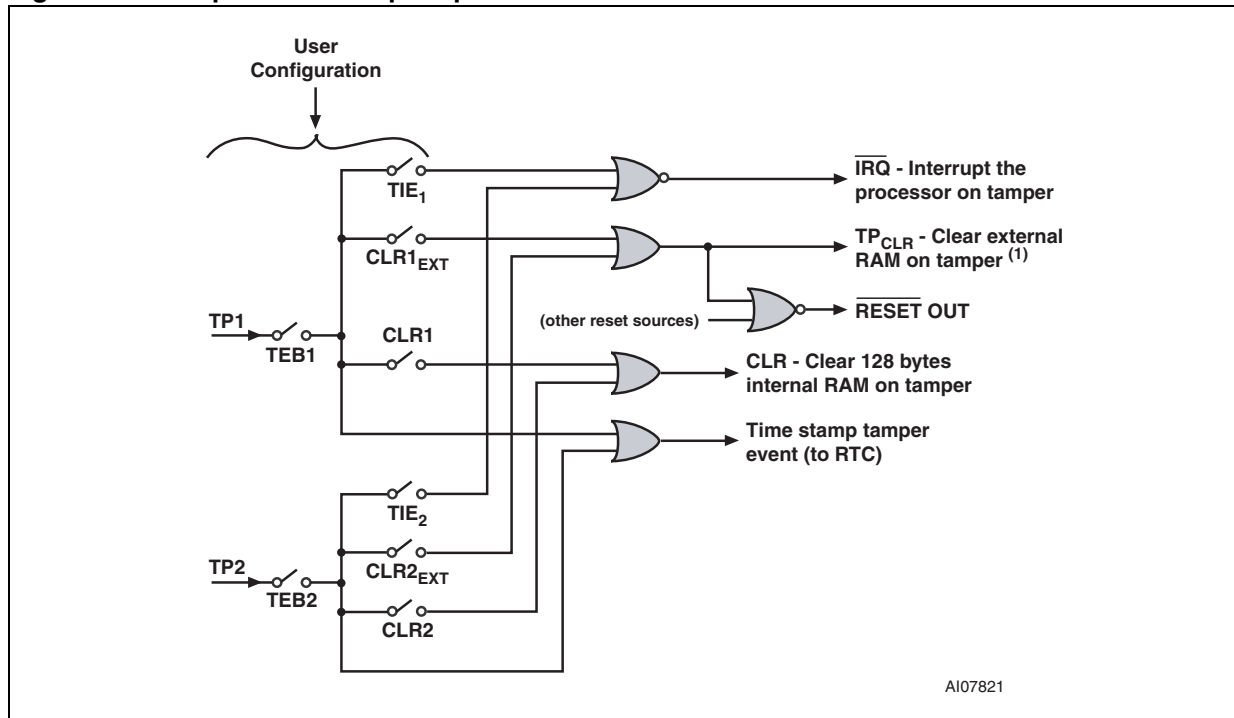 User
Configuration
TIE1
IRQ - Interrupt the
processor on tamper
CLR1EXT
TPCLR - Clear external
RAM on tamper (1)
(other reset sources)
RESET OUT
TP1
TEB1
CLR1
CLR - Clear 128 bytes
internal RAM on tamper
Time stamp tamper
event (to RTC)
TIE2
TP2
TEB2
CLR2EXT
CLR2
AI07821